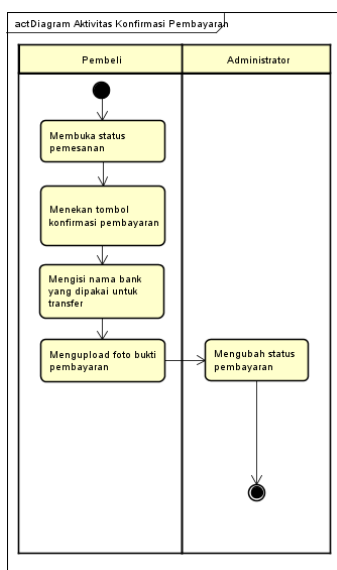 actDiagram Aktivitas Konfirmasi Pembayaran
Pembeli
Administrator
Membuka status
pemesanan
Menekan tombol
konfirmasi pembayaran
Mengisi nama bank
yang dipakai untuk
transfer
Mengupload foto bukti
pembayaran
Mengubah status
pembayaran